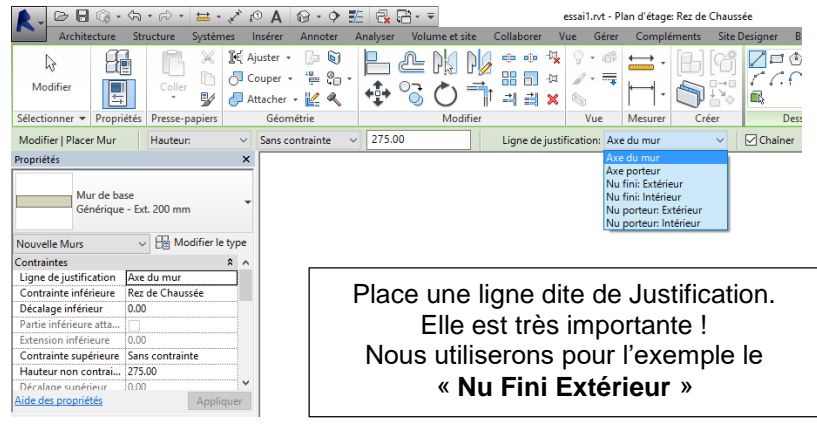 essai1.rvt - Plan d'étage: Rez de Chaussée
Architecture Structure Systèmes Insérer Annoter Analyser Volume et site Collaborer Vue Gérer Compléments Site Designer B
Modifier
Coller
Ajuster
Couper
Attacher
Sélectionner Propriétés Presse-papiers Géométrie Modifier Vue Mesurer Créer Dess
Modifier | Placer Mur Hauteur: Sans contrainte 275.00 Ligne de justification: Axe du mur Chaîner
Axe du mur
Axe porteur
Nu fini: Extérieur
Nu fini: Intérieur
Nu porteur: Extérieur
Nu porteur: Intérieur
Propriétés x
Mur de base
Générique - Ext. 200 mm
Nouvelle Murs Modifier le type
Contraintes
Ligne de justification Axe du mur
Contrainte inférieure Rez de Chaussée
Décalage inférieur 0.00
Partie inférieure atta...
Extension inférieure 0.00
Contrainte supérieure Sans contrainte
Hauteur non contrai... 275.00
Décalage supérieur 0.00
Aide des propriétés Appliquer
Place une ligne dite de Justification.
Elle est très importante !
Nous utiliserons pour l'exemple le
« Nu Fini Extérieur »